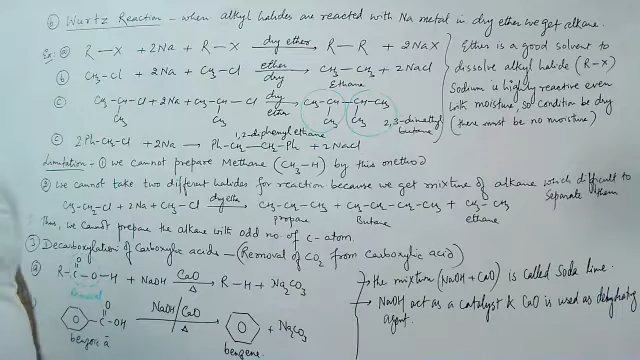 Wurtz Reaction - when alkyl halides are reacted with Na metal in dry ether we get alkane.
Ex: ⓐ R-X + 2Na + R-X dry ether → R-R + 2NaX
ⓑ CH3-Cl + 2Na + CH3-Cl ether dry → CH3-CH3 + 2NaCl
Ethane
ⓒ CH3-CH-Cl + 2Na + CH3-CH-Cl dry ether → CH3-CH-CH-CH3
CH3 CH3 CH3 CH3
2,3-dimethyl butane
Ether is a good solvent to
dissolve alkyl halide (R-X)
Sodium is highly reactive even
with moisture, so condition be dry
(there must be no moisture)
1,2-diphenyl ethane
ⓒ 2Ph-CH2-Cl + 2Na → Ph-CH2-CH2-Ph + 2NaCl
Limitation - ① we cannot prepare Methane (CH3-H) by this method
② we cannot take two different halides for reaction because we get mixture of alkane which difficult to
separate them
CH3-CH2-Cl + 2Na + CH3-Cl dry ether → CH3-CH2-CH3 + CH3-CH2-CH2-CH3 + CH3-CH3
propane Butane ethane
Thus, we cannot prepare the alkane with odd no of c-atom.
③ Decarboxylation of Carboxylic acids - (Removal of CO2 from Carboxylic acid)
ⓐ R-C-O-H + NaOH CaO Δ → R-H + Na2CO3
O
Removal
→ the mixture (NaOH + CaO) is called Soda lime.
→ NaOH act as a catalyst & CaO is used as dehydrating
agent.
O
C-OH NaOH/CaO Δ → + Na2CO3
benzoic a benzene